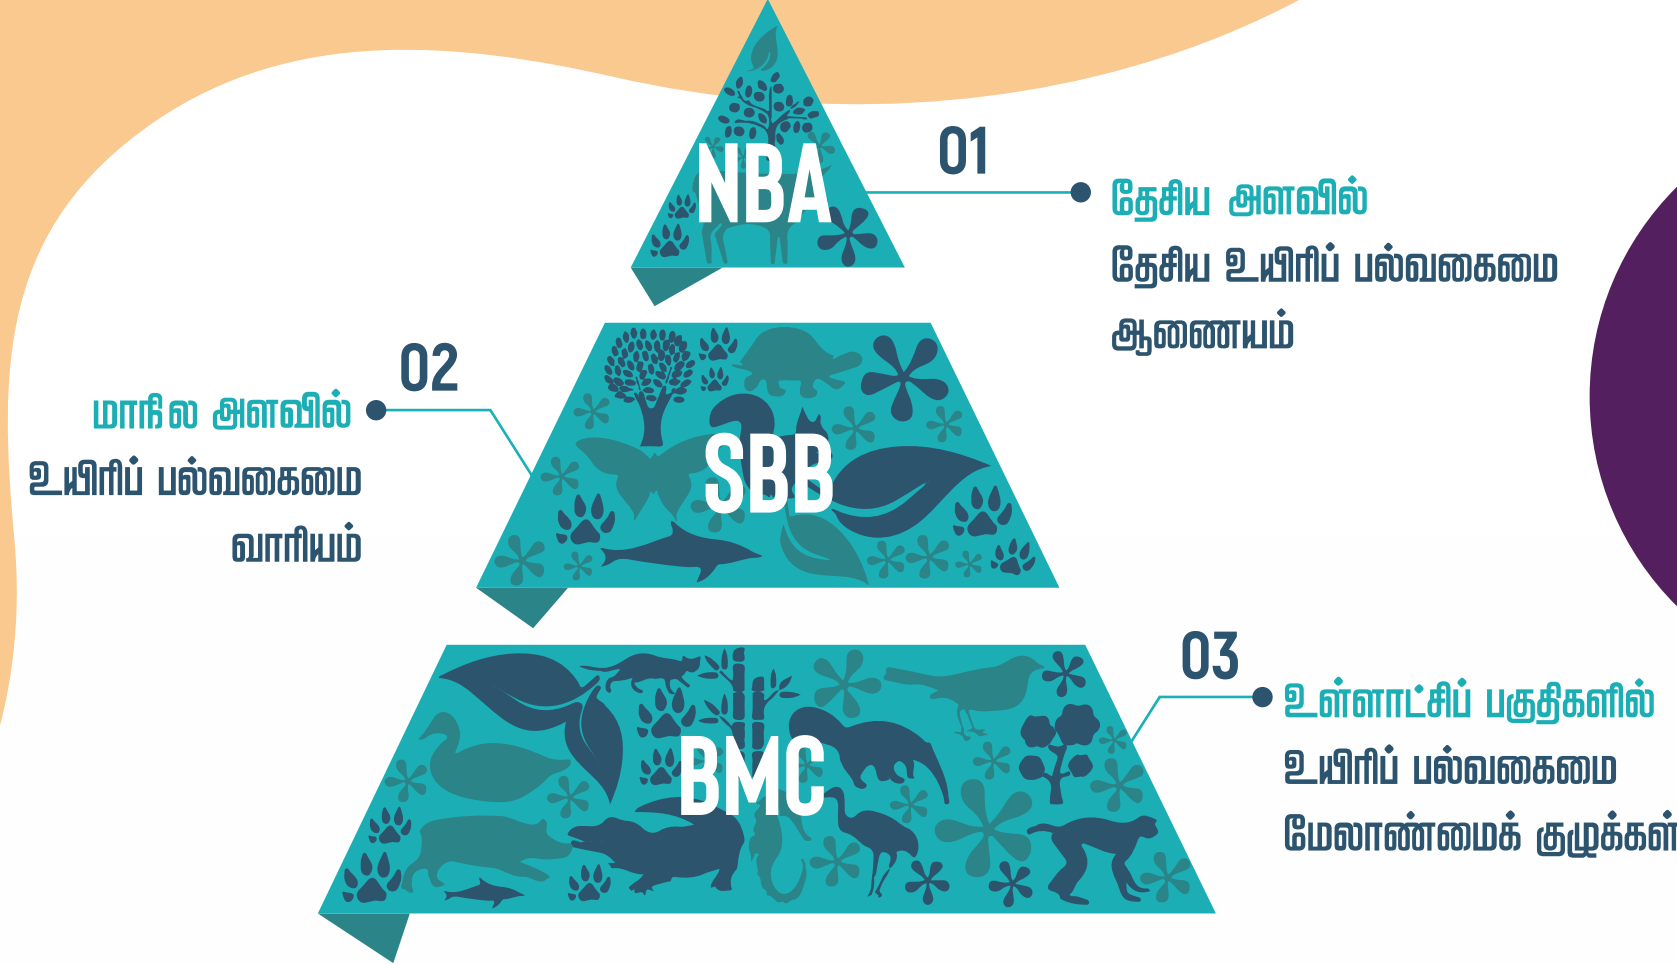 NBA
01
தேசிய அளவில்
தேசிய உயிரிப் பல்வகைமை
ஆணையம்
02
மாநில அளவில்
உயிரிப் பல்வகைமை
வாரியம்
SBB
03
உள்ளாட்சிப் பகுதிகளில்
உயிரிப் பல்வகைமை
மேலாண்மைக் குழுக்கள்
BMC